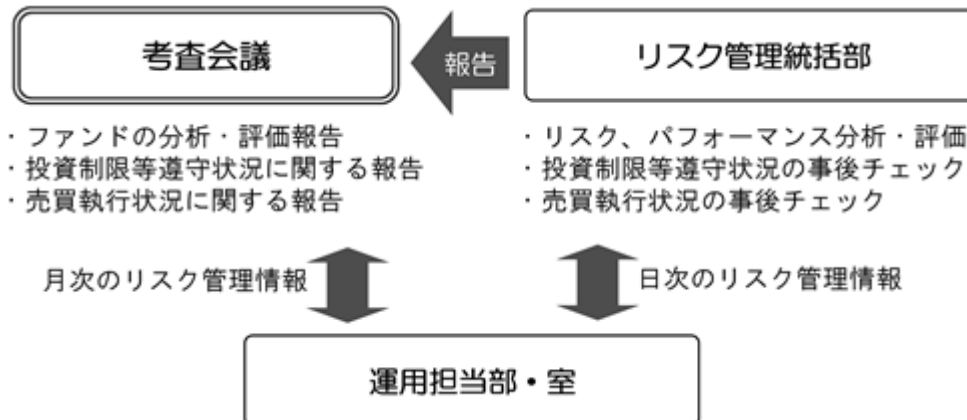 考査会議
報告
リスク管理統括部
・ファンドの分析・評価報告
・投資制限等遵守状況に関する報告
・売買執行状況に関する報告
・リスク、パフォーマンス分析・評価
・投資制限等遵守状況の事後チェック
・売買執行状況の事後チェック
月次のリスク管理情報
日次のリスク管理情報
運用担当部・室